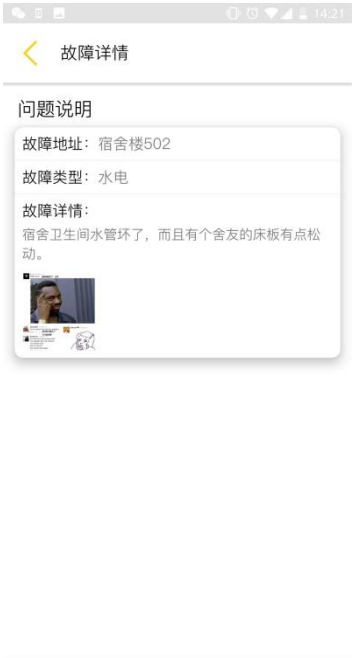 14:21
故障详情
问题说明
故障地址：宿舍楼502
故障类型：水电
故障详情：
宿舍卫生间水管坏了，而且有个舍友的床板有点松
动。